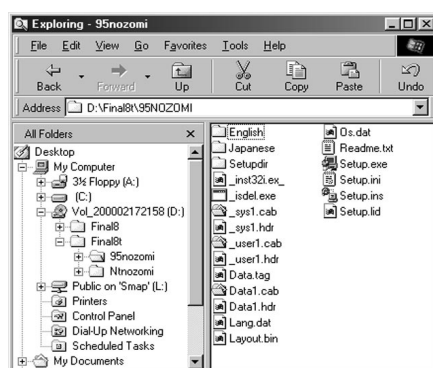 Exploring - 95nozomi
File Edit View Go Favorites Tools Help
Back Forward Up Cut Copy Paste Undo
Address D:\Final8t\95NOZOMI
All Folders
Desktop
My Computer
3½ Floppy (A:)
(C:)
Vol_200002172158 (D:)
Final8
Final8t
95nozomi
Ntnozomi
Public on 'Smap' (L:)
Printers
Control Panel
Dial-Up Networking
Scheduled Tasks
My Documents
English
Japanese
Setupdir
_inst32i.ex_
_isdel.exe
_sys1.cab
_sys1.hdr
_user1.cab
_user1.hdr
Data.tag
Data1.cab
Data1.hdr
Lang.dat
Layout.bin
Os.dat
Readme.txt
Setup.exe
Setup.ini
Setup.ins
Setup.lid